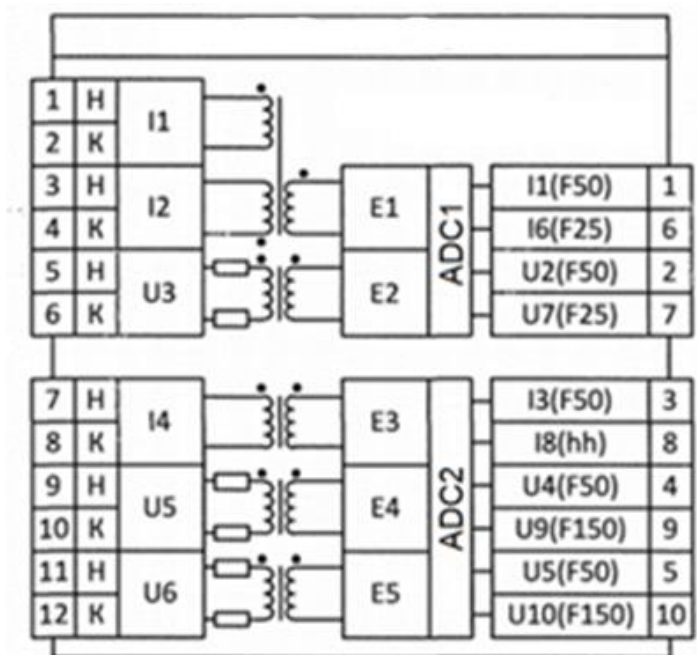 1 Н I1
2 К
3 Н I2 E1 ADC1 I1(F50) 1
4 К I6(F25) 6
5 Н U3 E2 U2(F50) 2
6 К U7(F25) 7
7 Н I4 E3 ADC2 I3(F50) 3
8 К I8(hh) 8
9 Н U5 E4 U4(F50) 4
10 К U9(F150) 9
11 Н U6 E5 U5(F50) 5
12 К U10(F150) 10